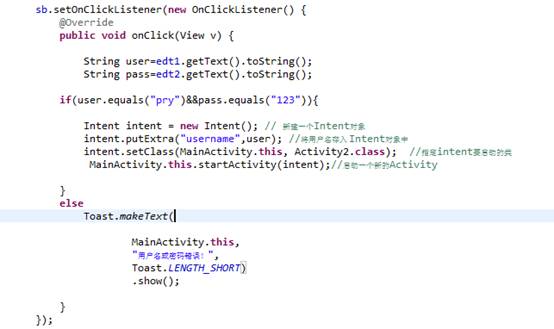 sb.setOnClickListener(new OnClickListener() {
@Override
public void onClick(View v) {
String user=edt1.getText().toString();
String pass=edt2.getText().toString();
if(user.equals("pry")&&pass.equals("123")){
Intent intent = new Intent(); // 新建一个Intent对象
intent.putExtra("username",user); //将用户名存入Intent对象中
intent.setClass(MainActivity.this, Activity2.class); //指定intent要启动的类
MainActivity.this.startActivity(intent);//启动一个新的Activity
}
else
Toast.makeText(
MainActivity.this,
"用户名或密码错误！",
Toast.LENGTH_SHORT)
.show();
}
});